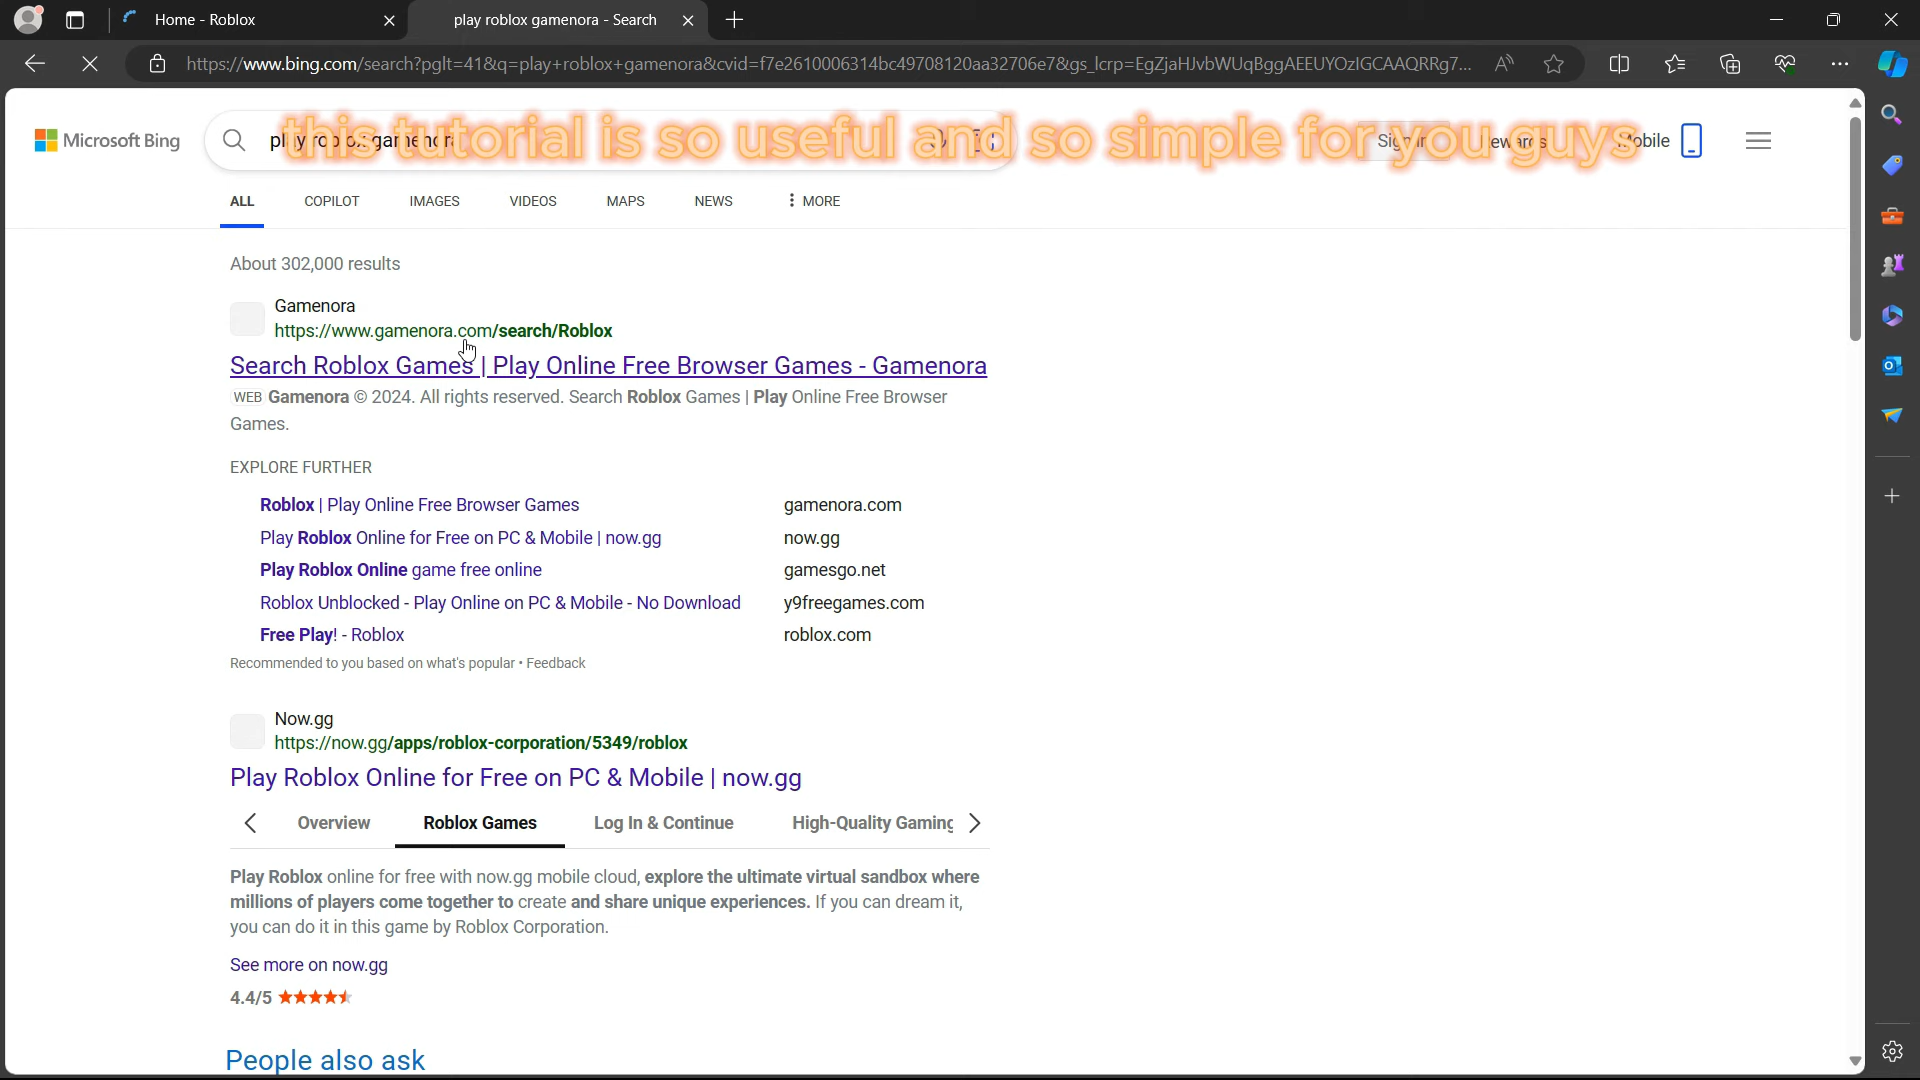 Home - Roblox
play roblox gamenora - Search
https://www.bing.com/search?pglt=41&q=play+roblox+gamenora&cvid=f7e2610006314bc49708120aa32706e7&gs_lcrp=EgZjaHJvbWUqBggAEEUYOzIGCAAQRRg7...
this tutorial is so useful and so simple for you guys
Microsoft Bing
play roblox gamenora
Sign in
Rewards
Mobile
ALL
COPILOT
IMAGES
VIDEOS
MAPS
NEWS
MORE
About 302,000 results
Gamenora
https://www.gamenora.com/search/Roblox
Search Roblox Games | Play Online Free Browser Games - Gamenora
WEB Gamenora © 2024. All rights reserved. Search Roblox Games | Play Online Free Browser
Games.
EXPLORE FURTHER
Roblox | Play Online Free Browser Games gamenora.com
Play Roblox Online for Free on PC & Mobile | now.gg now.gg
Play Roblox Online game free online gamesgo.net
Roblox Unblocked - Play Online on PC & Mobile - No Download y9freegames.com
Free Play! - Roblox roblox.com
Recommended to you based on what's popular • Feedback
Now.gg
https://now.gg/apps/roblox-corporation/5349/roblox
Play Roblox Online for Free on PC & Mobile | now.gg
Overview
Roblox Games
Log In & Continue
High-Quality Gaming
Play Roblox online for free with now.gg mobile cloud, explore the ultimate virtual sandbox where
millions of players come together to create and share unique experiences. If you can dream it,
you can do it in this game by Roblox Corporation.
See more on now.gg
4.4/5
People also ask